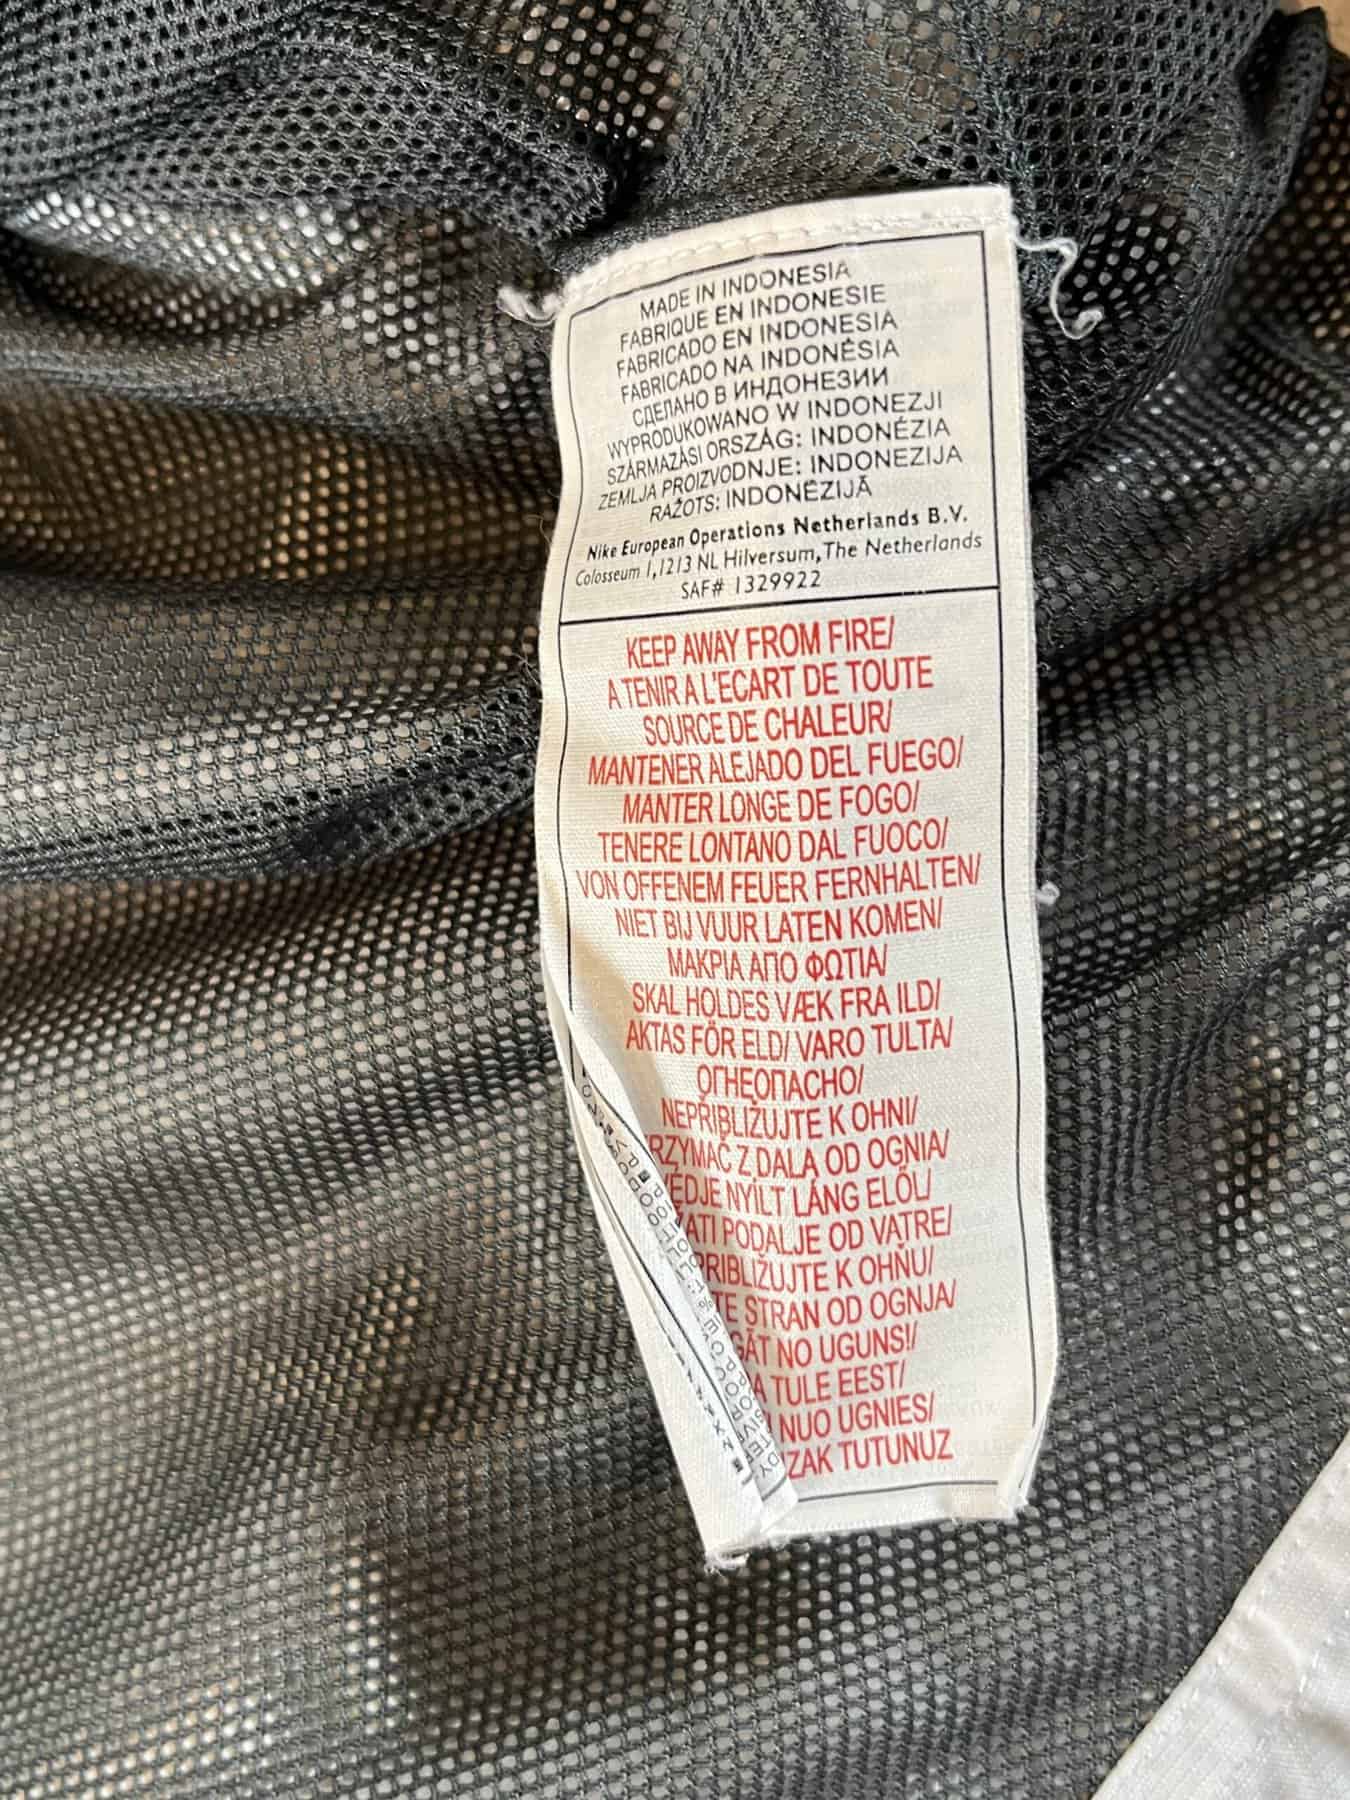 MADE IN INDONESIA
FABRIQUE EN INDONESIE
FABRICADO EN INDONESIA
FABRICADO NA INDONÉSIA
СДЕЛАНО В ИНДОНЕЗИИ
WYPRODUKOWANO W INDONEZJI
SZÁRMAZÁSI ORSZÁG: INDONÉZIA
ZEMLJA PROIZVODNJE: INDONEZIJA
RAŽOTS: INDONĒZIJĀ
Nike European Operations Netherlands B.V.
Colosseum 1,1213 NL Hilversum,The Netherlands
SAF# 1329922
KEEP AWAY FROM FIRE/
A TENIR A L'ECART DE TOUTE
SOURCE DE CHALEUR/
MANTENER ALEJADO DEL FUEGO/
MANTER LONGE DE FOGO/
TENERE LONTANO DAL FUOCO/
VON OFFENEM FEUER FERNHALTEN/
NIET BIJ VUUR LATEN KOMEN/
ΜΑΚΡΙΑ ΑΠΟ ΦΩΤΙΑ/
SKAL HOLDES VÆK FRA ILD/
AKTAS FÖR ELD/ VARO TULTA/
ОГНЕОПАСНО/
NEPŘIBLIŽUJTE K OHNI/
Z DALA OD OGNIA/
NYÍLT LÁNG ELŐL/
PODALJE OD VATRE/
K OHŇU/
STRAN OD OGNJA/
NO UGUNS!/
TULE EEST/
NUO UGNIES/
TUTUNUZ